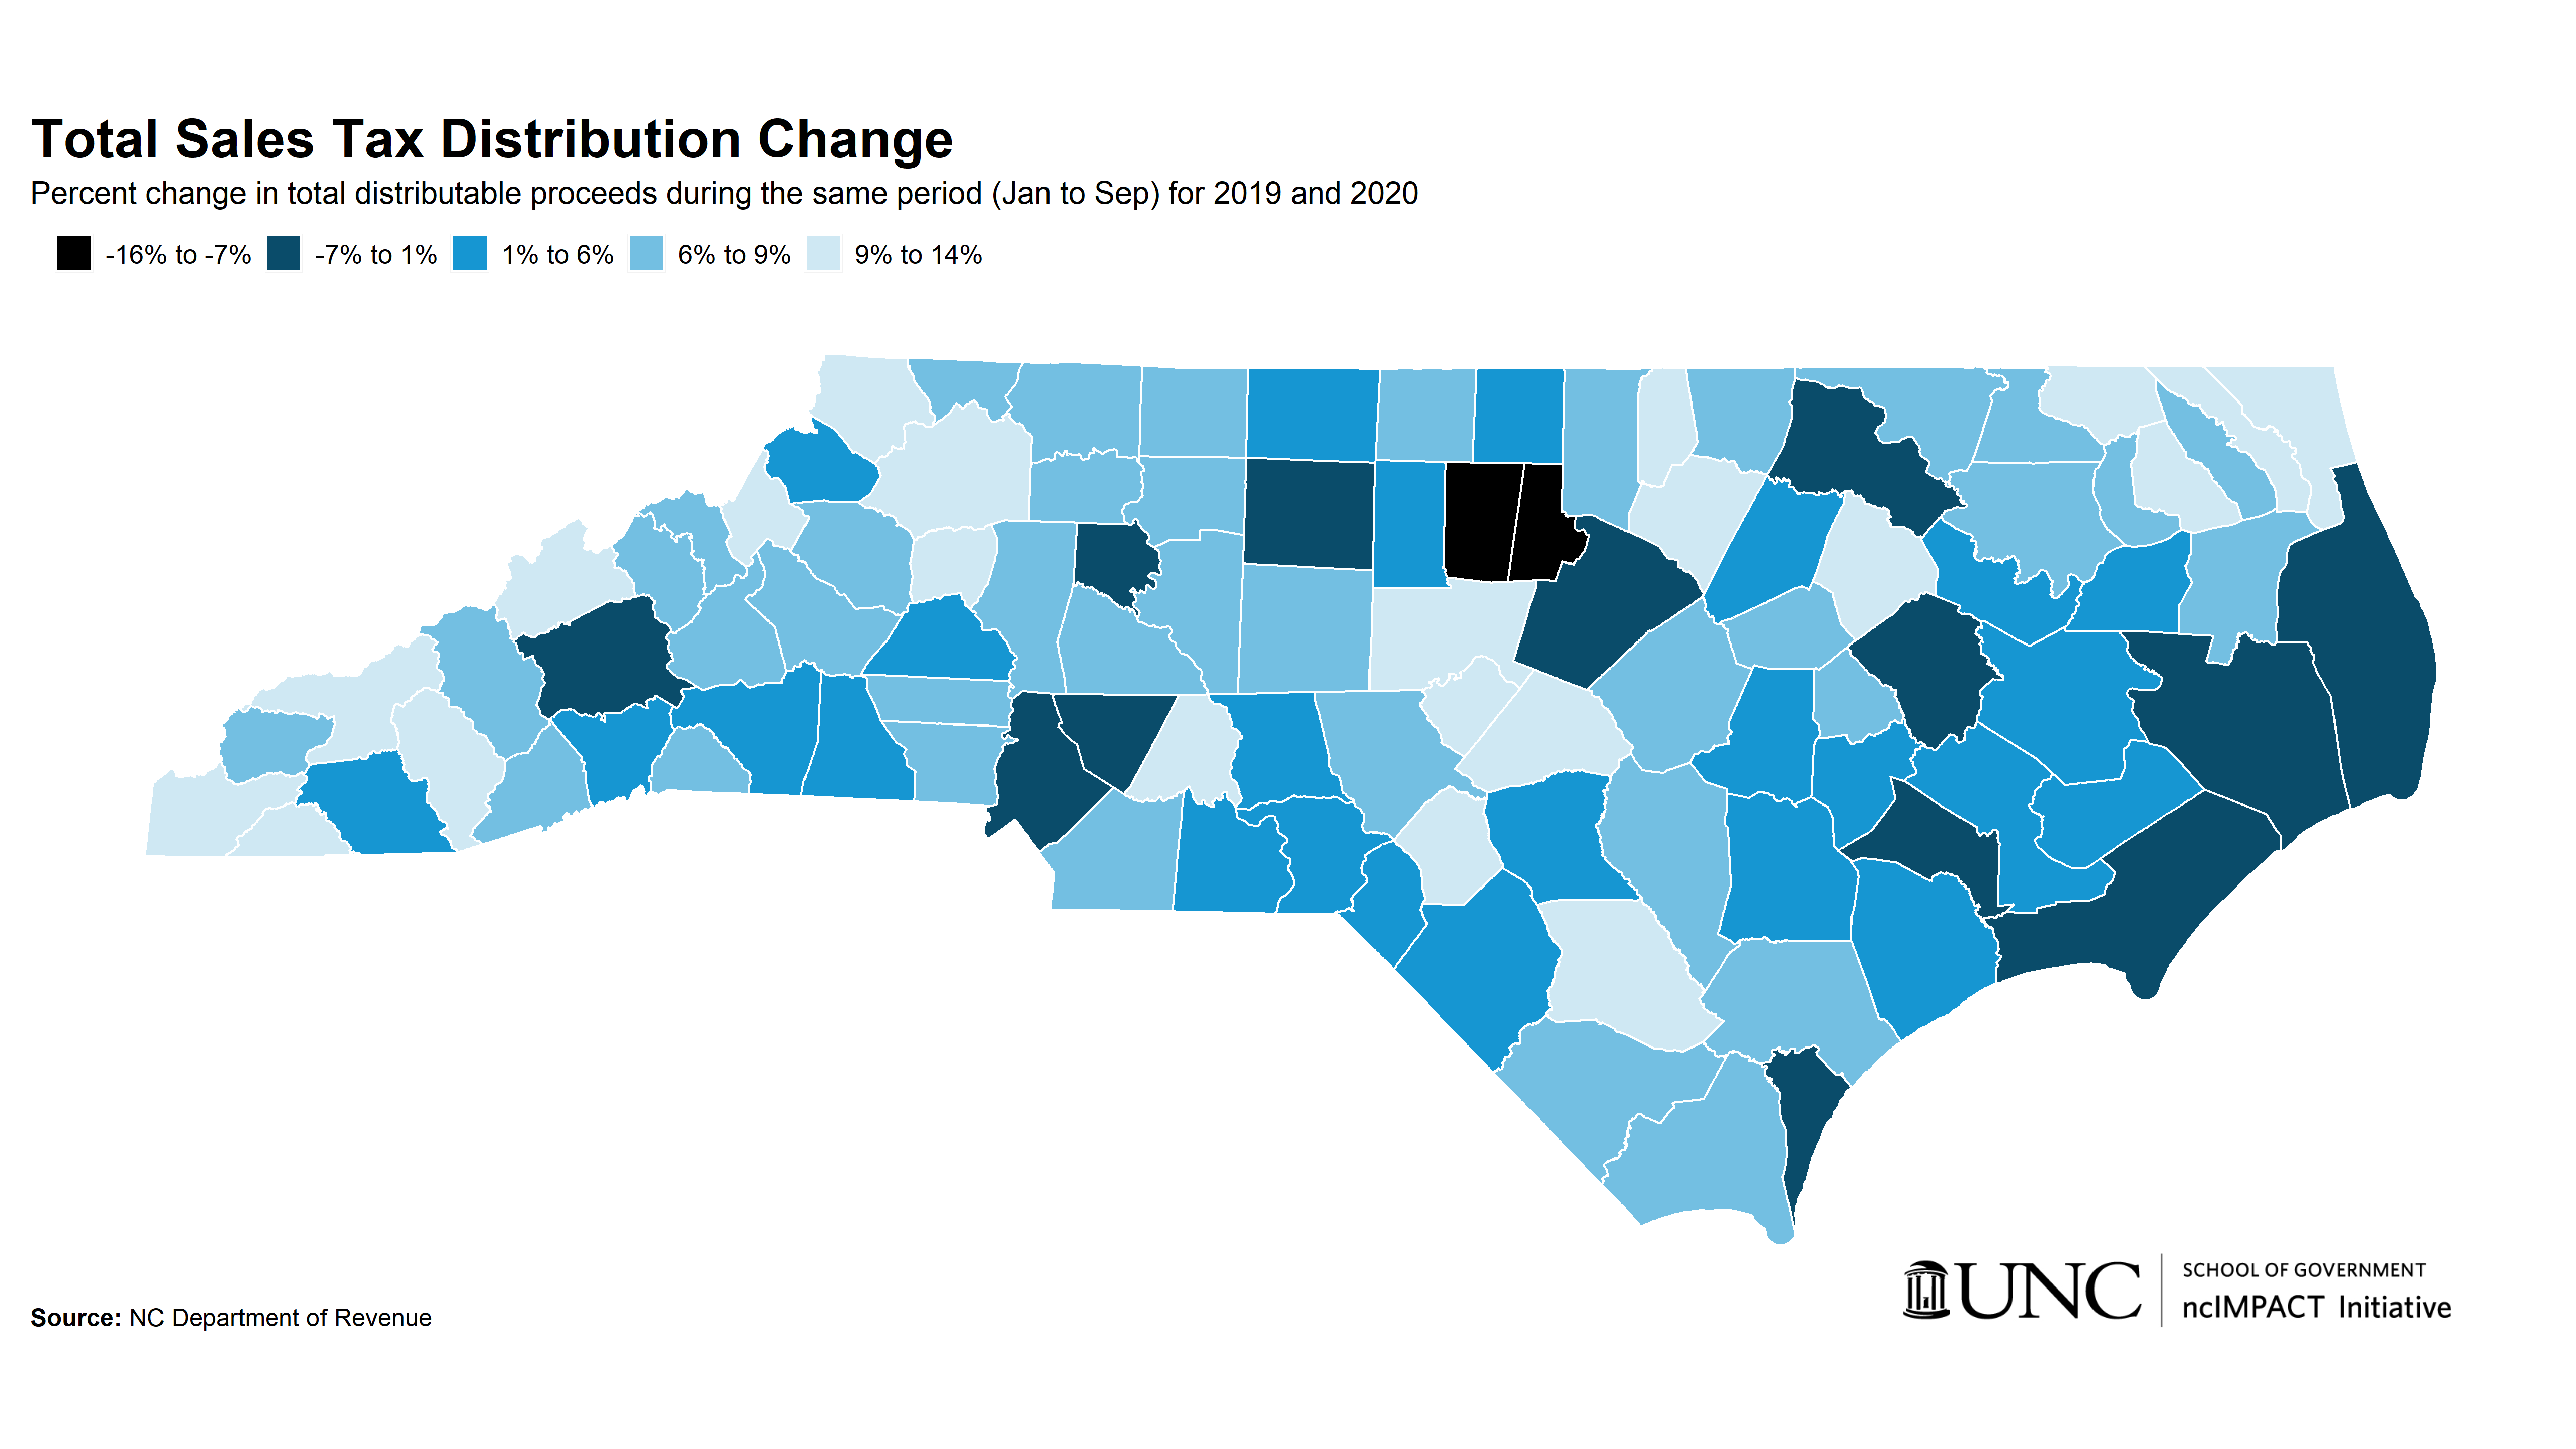 Total Sales Tax Distribution Change
Percent change in total distributable proceeds during the same period (Jan to Sep) for 2019 and 2020
-16% to -7% -7% to 1% 1% to 6% 6% to 9% 9% to 14%
UNC SCHOOL OF GOVERNMENT
ncIMPACT Initiative
Source: NC Department of Revenue